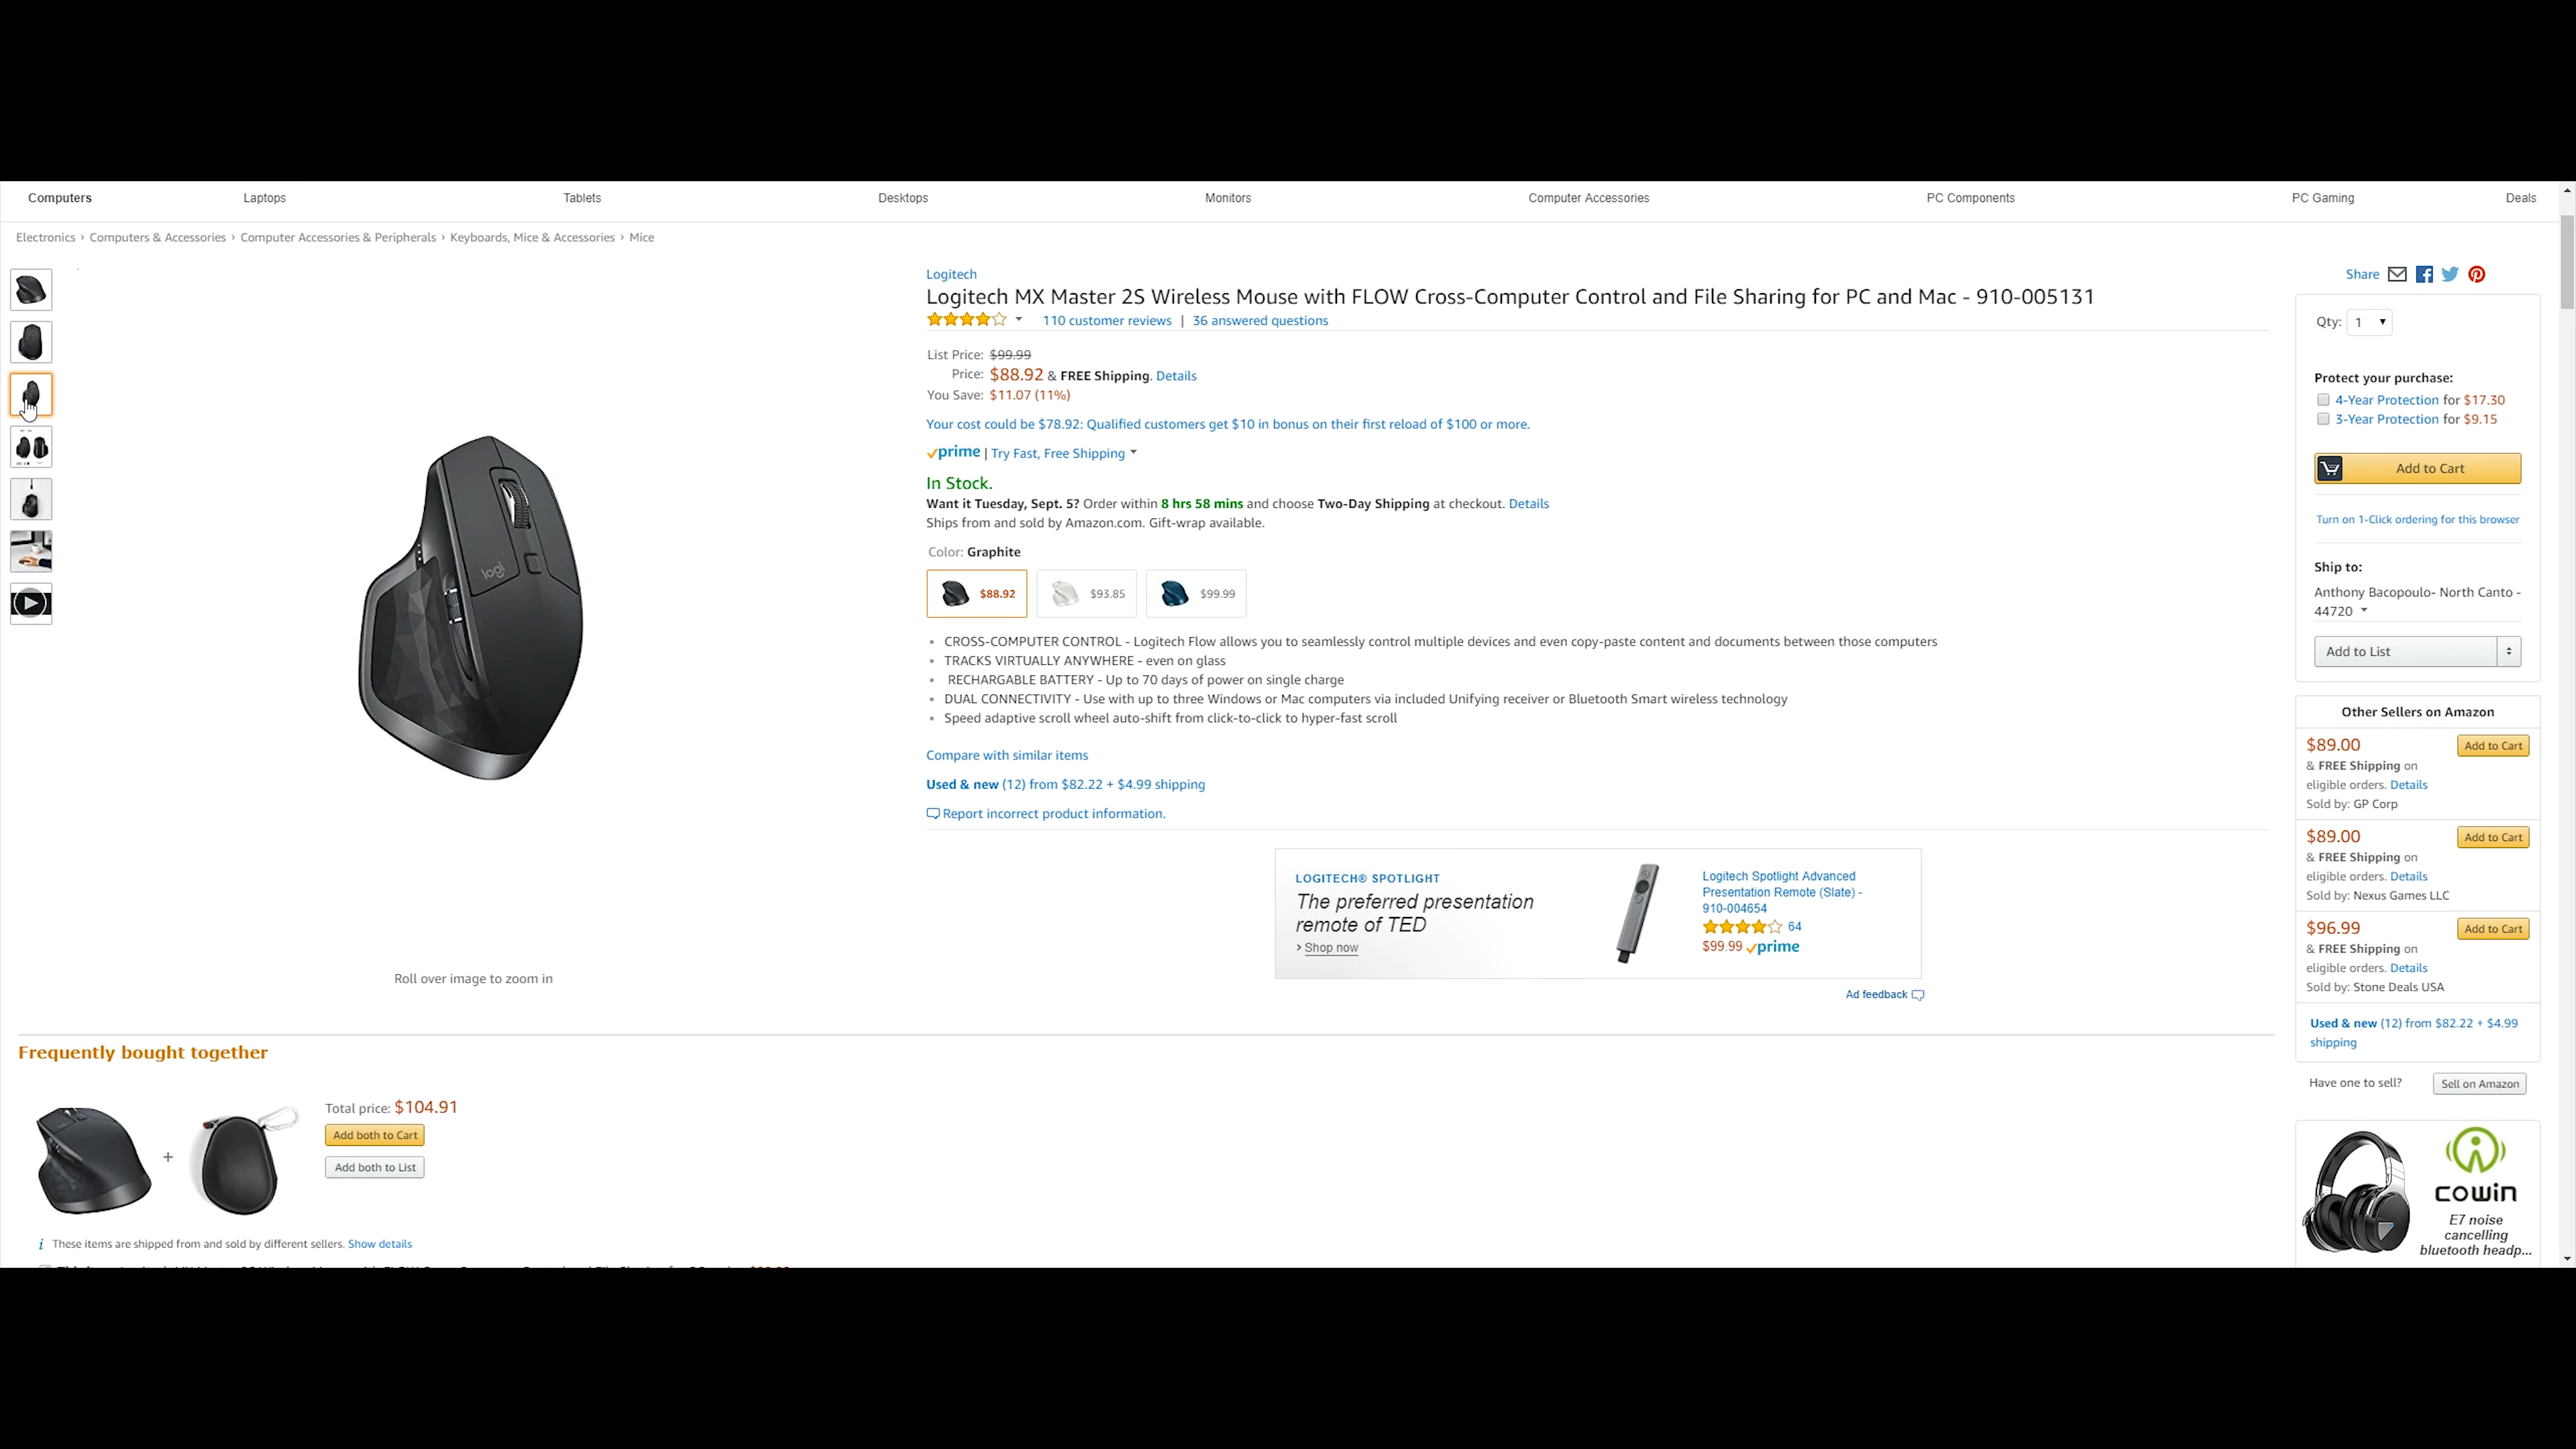 Computers Laptops Tablets Desktops Monitors Computer Accessories PC Components PC Gaming Deals
Electronics › Computers & Accessories › Computer Accessories & Peripherals › Keyboards, Mice & Accessories › Mice
logi
Roll over image to zoom in
Logitech
Logitech MX Master 2S Wireless Mouse with FLOW Cross-Computer Control and File Sharing for PC and Mac - 910-005131
110 customer reviews | 36 answered questions
List Price: $99.99
Price: $88.92 & FREE Shipping. Details
You Save: $11.07 (11%)
Your cost could be $78.92: Qualified customers get $10 in bonus on their first reload of $100 or more.
prime | Try Fast, Free Shipping
In Stock.
Want it Tuesday, Sept. 5? Order within 8 hrs 58 mins and choose Two-Day Shipping at checkout. Details
Ships from and sold by Amazon.com. Gift-wrap available.
Color: Graphite
$88.92 $93.85 $99.99
• CROSS-COMPUTER CONTROL - Logitech Flow allows you to seamlessly control multiple devices and even copy-paste content and documents between those computers
• TRACKS VIRTUALLY ANYWHERE - even on glass
• RECHARGABLE BATTERY - Up to 70 days of power on single charge
• DUAL CONNECTIVITY - Use with up to three Windows or Mac computers via included Unifying receiver or Bluetooth Smart wireless technology
• Speed adaptive scroll wheel auto-shift from click-to-click to hyper-fast scroll
Compare with similar items
Used & new (12) from $82.22 + $4.99 shipping
Report incorrect product information.
LOGITECH® SPOTLIGHT
The preferred presentation
remote of TED
› Shop now
Logitech Spotlight Advanced
Presentation Remote (Slate) -
910-004654
64
$99.99 prime
Ad feedback
Share
Qty: 1
Protect your purchase:
4-Year Protection for $17.30
3-Year Protection for $9.15
Add to Cart
Turn on 1-Click ordering for this browser
Ship to:
Anthony Bacopoulo- North Canto -
44720
Add to List
Other Sellers on Amazon
$89.00 Add to Cart
& FREE Shipping on
eligible orders. Details
Sold by: GP Corp
$89.00 Add to Cart
& FREE Shipping on
eligible orders. Details
Sold by: Nexus Games LLC
$96.99 Add to Cart
& FREE Shipping on
eligible orders. Details
Sold by: Stone Deals USA
Used & new (12) from $82.22 + $4.99
shipping
Have one to sell? Sell on Amazon
cowin
E7 noise
cancelling
bluetooth headp...
Frequently bought together
+
Total price: $104.91
Add both to Cart
Add both to List
i These items are shipped from and sold by different sellers. Show details